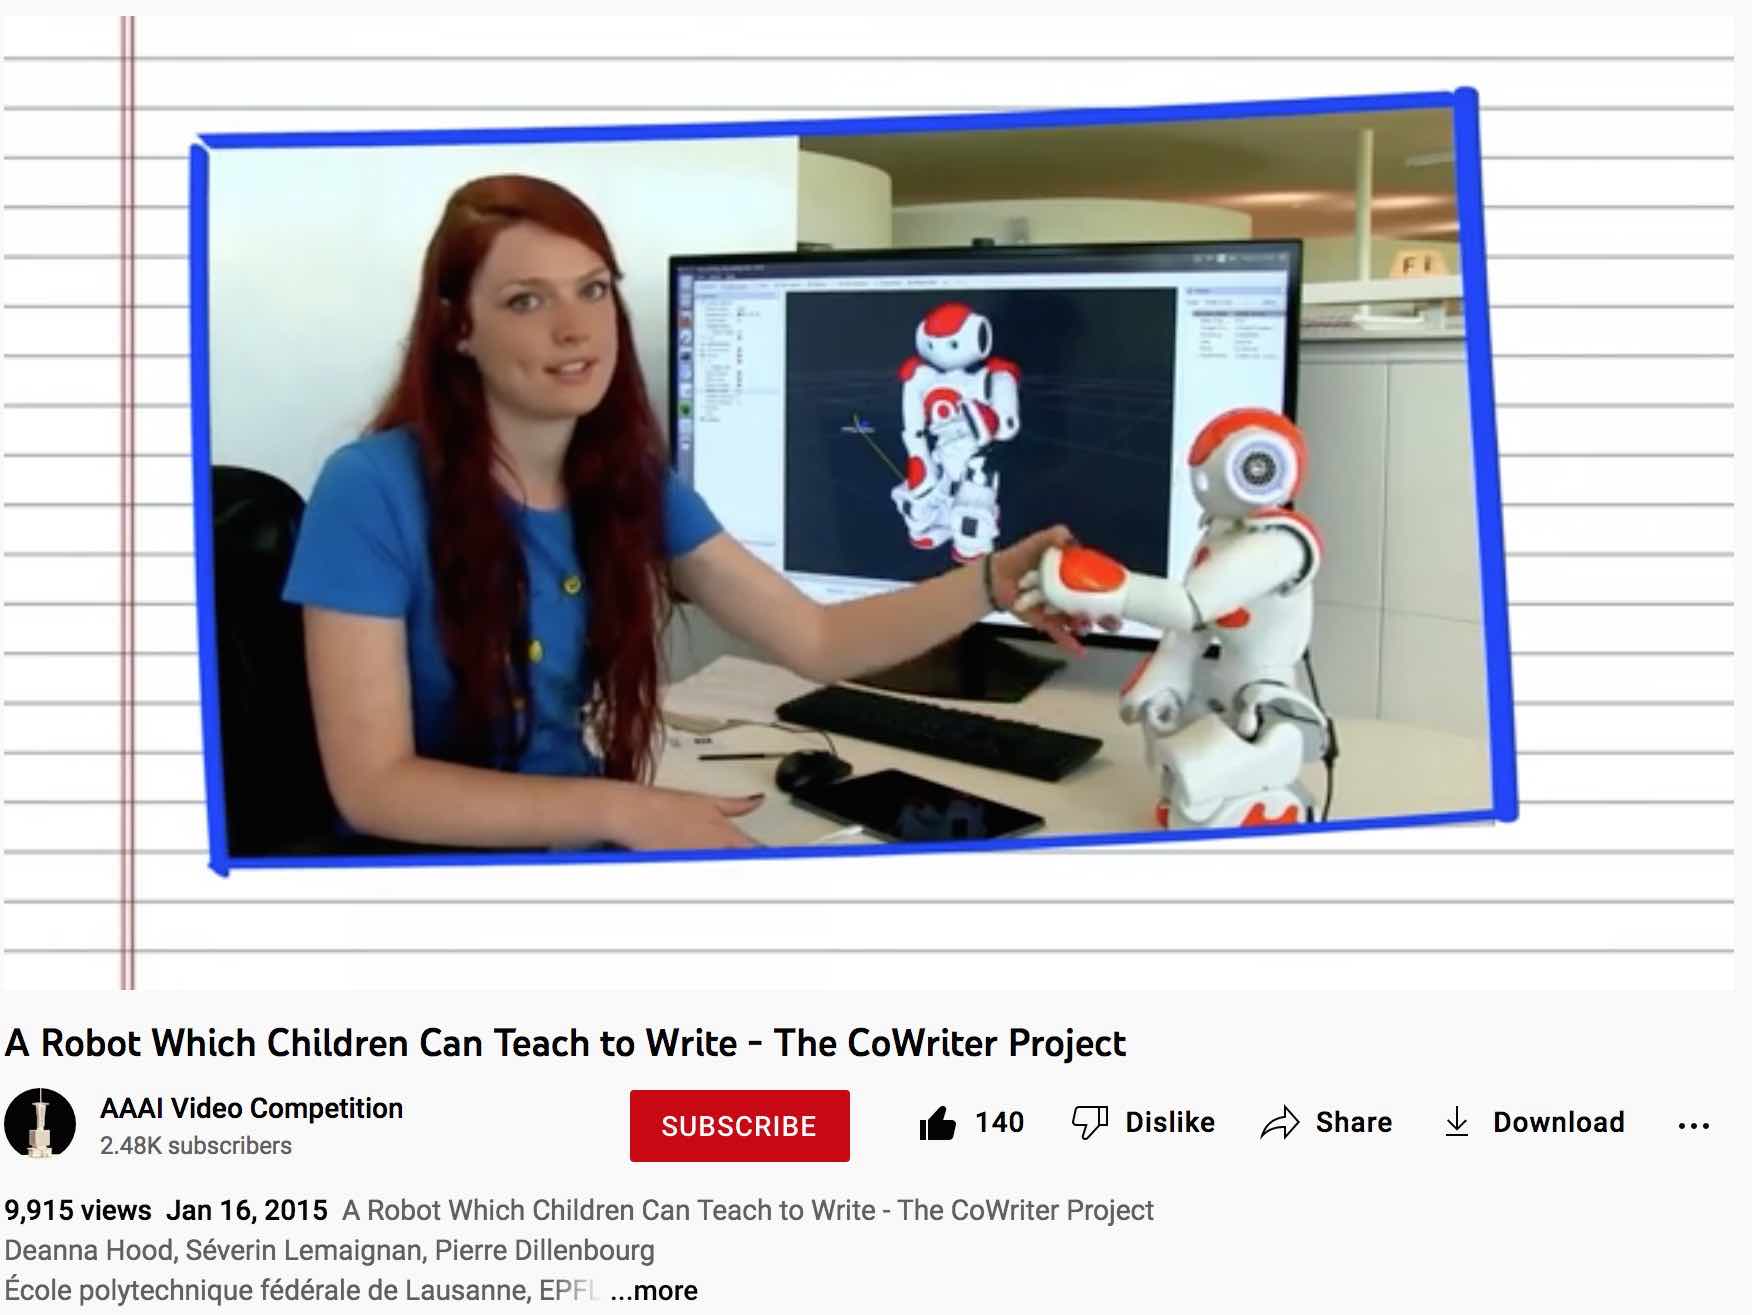 Fi
A Robot Which Children Can Teach to Write - The CoWriter Project
AAAI Video Competition
2.48K subscribers
SUBSCRIBE
140
Dislike
Share
Download
9,915 views Jan 16, 2015 A Robot Which Children Can Teach to Write - The CoWriter Project
Deanna Hood, Séverin Lemaignan, Pierre Dillenbourg
École polytechnique fédérale de Lausanne, EPFL ...more